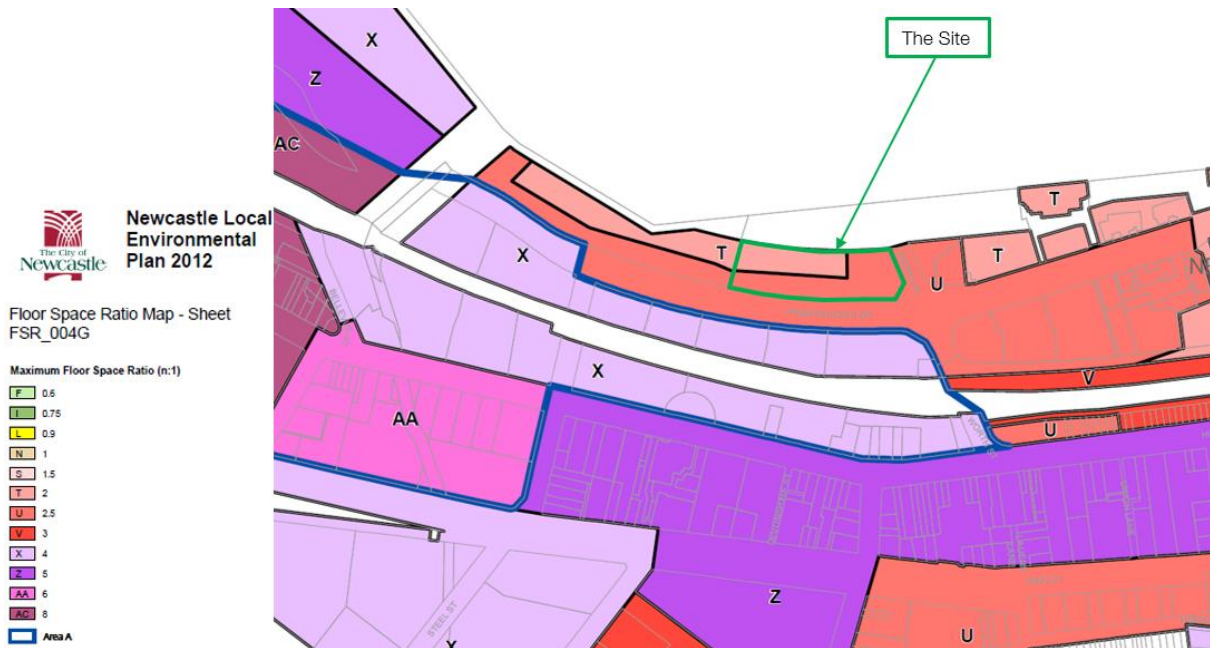 The City of
Newcastle
Newcastle Local
Environmental
Plan 2012
Floor Space Ratio Map - Sheet
FSR_004G
Maximum Floor Space Ratio (n:1)
F 0.6
I 0.75
L 0.9
N 1
S 1.5
T 2
U 2.5
V 3
X 4
Z 5
AA 6
AC 8
Area A
The Site
X
Z
AC
T
T
T
X
U
X
V
AA
U
STEEL ST
Z
X
U